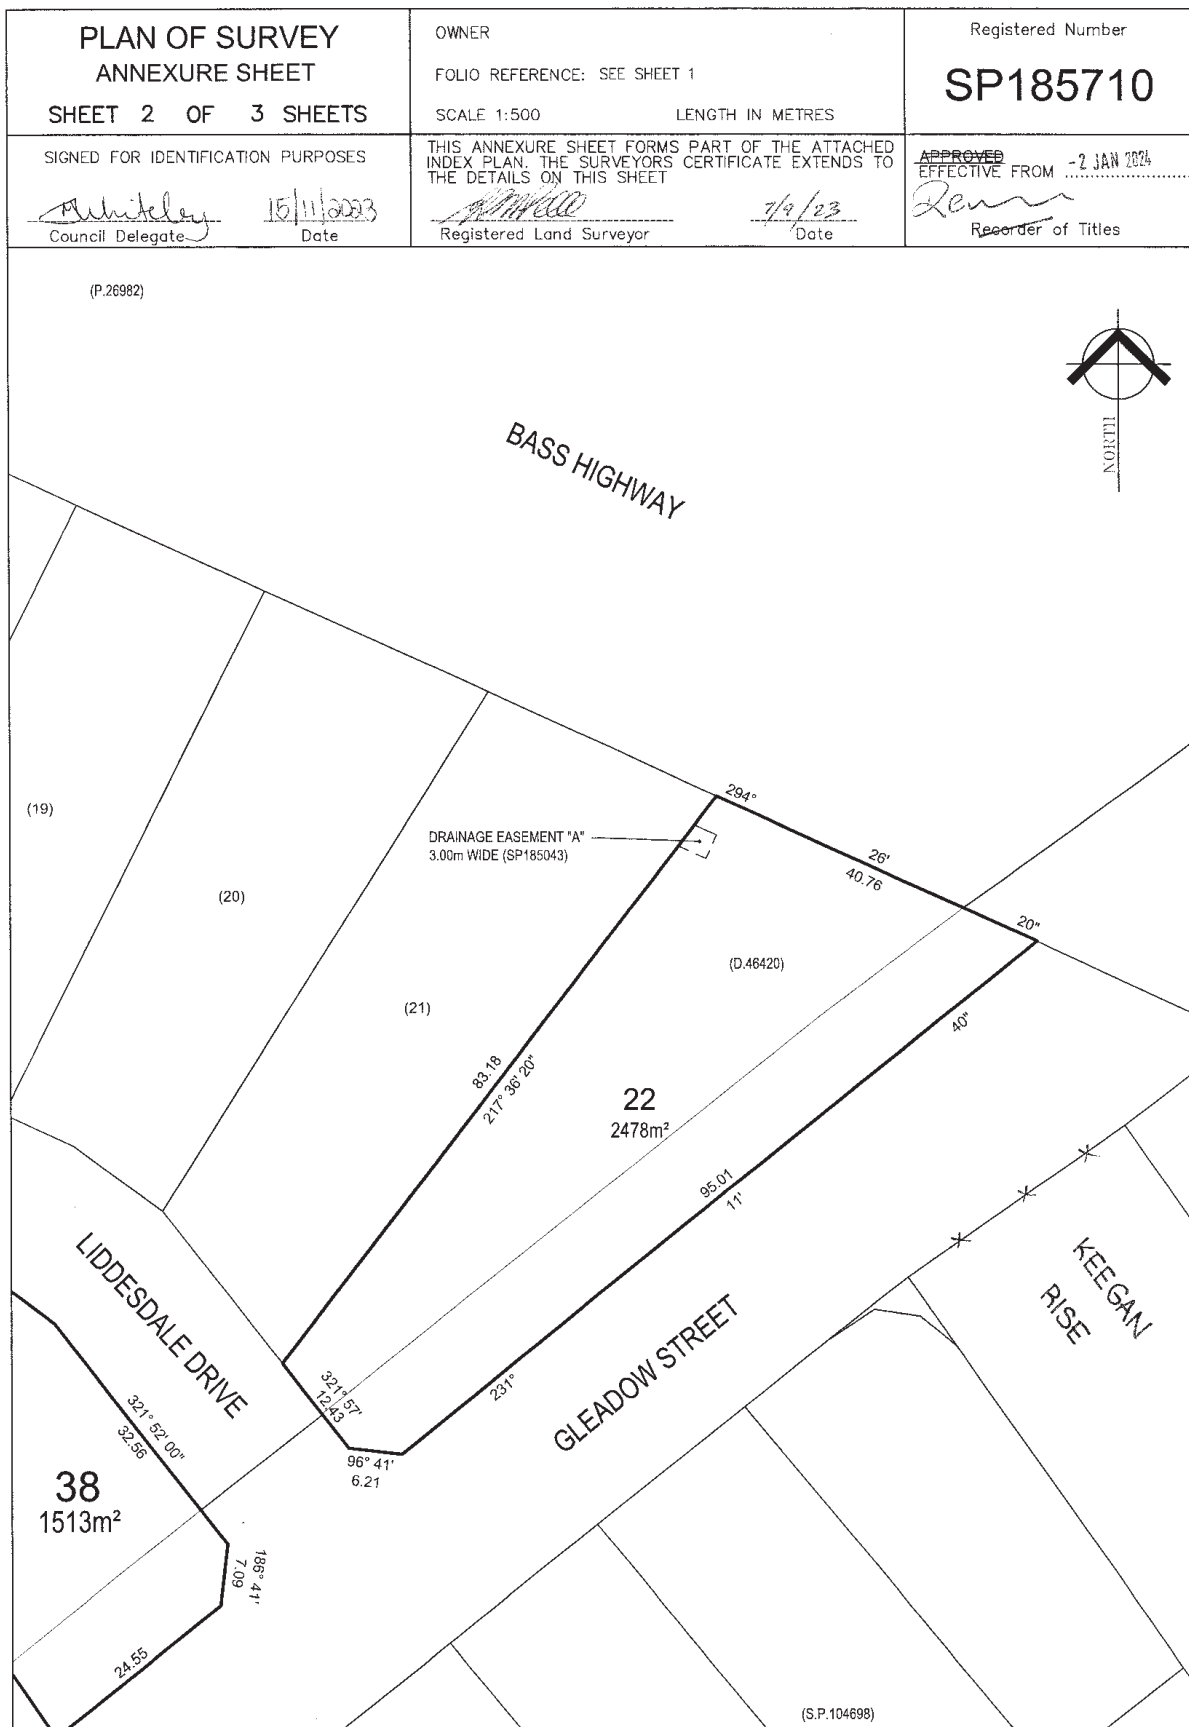 PLAN OF SURVEY
ANNEXURE SHEET
SHEET 2 OF 3 SHEETS
OWNER
FOLIO REFERENCE: SEE SHEET 1
SCALE 1:500 LENGTH IN METRES
Registered Number
SP185710
SIGNED FOR IDENTIFICATION PURPOSES
15/11/2023
Council Delegate Date
THIS ANNEXURE SHEET FORMS PART OF THE ATTACHED
INDEX PLAN. THE SURVEYORS CERTIFICATE EXTENDS TO
THE DETAILS ON THIS SHEET
7/9/23
Registered Land Surveyor Date
APPROVED
EFFECTIVE FROM -2 JAN 2024
Recorder of Titles
(P.26982)
NORTH
BASS HIGHWAY
294°
(19)
DRAINAGE EASEMENT "A"
3.00m WIDE (SP185043)
26'
40.76
(20)
20"
(D.46420)
(21)
40"
83.18
217° 36' 20"
22
2478m²
95.01
11'
LIDDESDALE DRIVE
KEEGAN
RISE
GLEADOW STREET
321° 57'
12.43
231°
321° 52' 00"
32.56
96° 41'
6.21
38
1513m²
186° 41'
7.09
24.55
(S.P.104698)